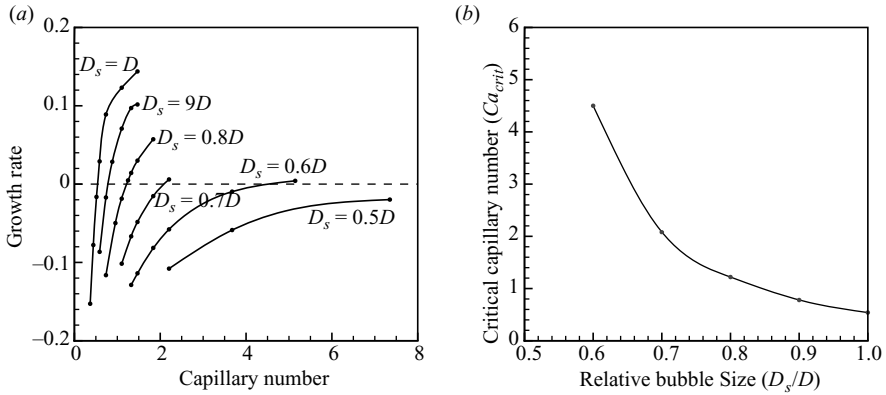 (a)
0.2
0.1
0
–0.1
–0.2
Growth rate
D_s = D
D_s = 9D
D_s = 0.8D
D_s = 0.7D
D_s = 0.6D
D_s = 0.5D
0 2 4 6 8
Capillary number
(b)
6
5
4
3
2
1
0
Critical capillary number (Ca_crit)
0.5 0.6 0.7 0.8 0.9 1.0
Relative bubble Size (D_s/D)